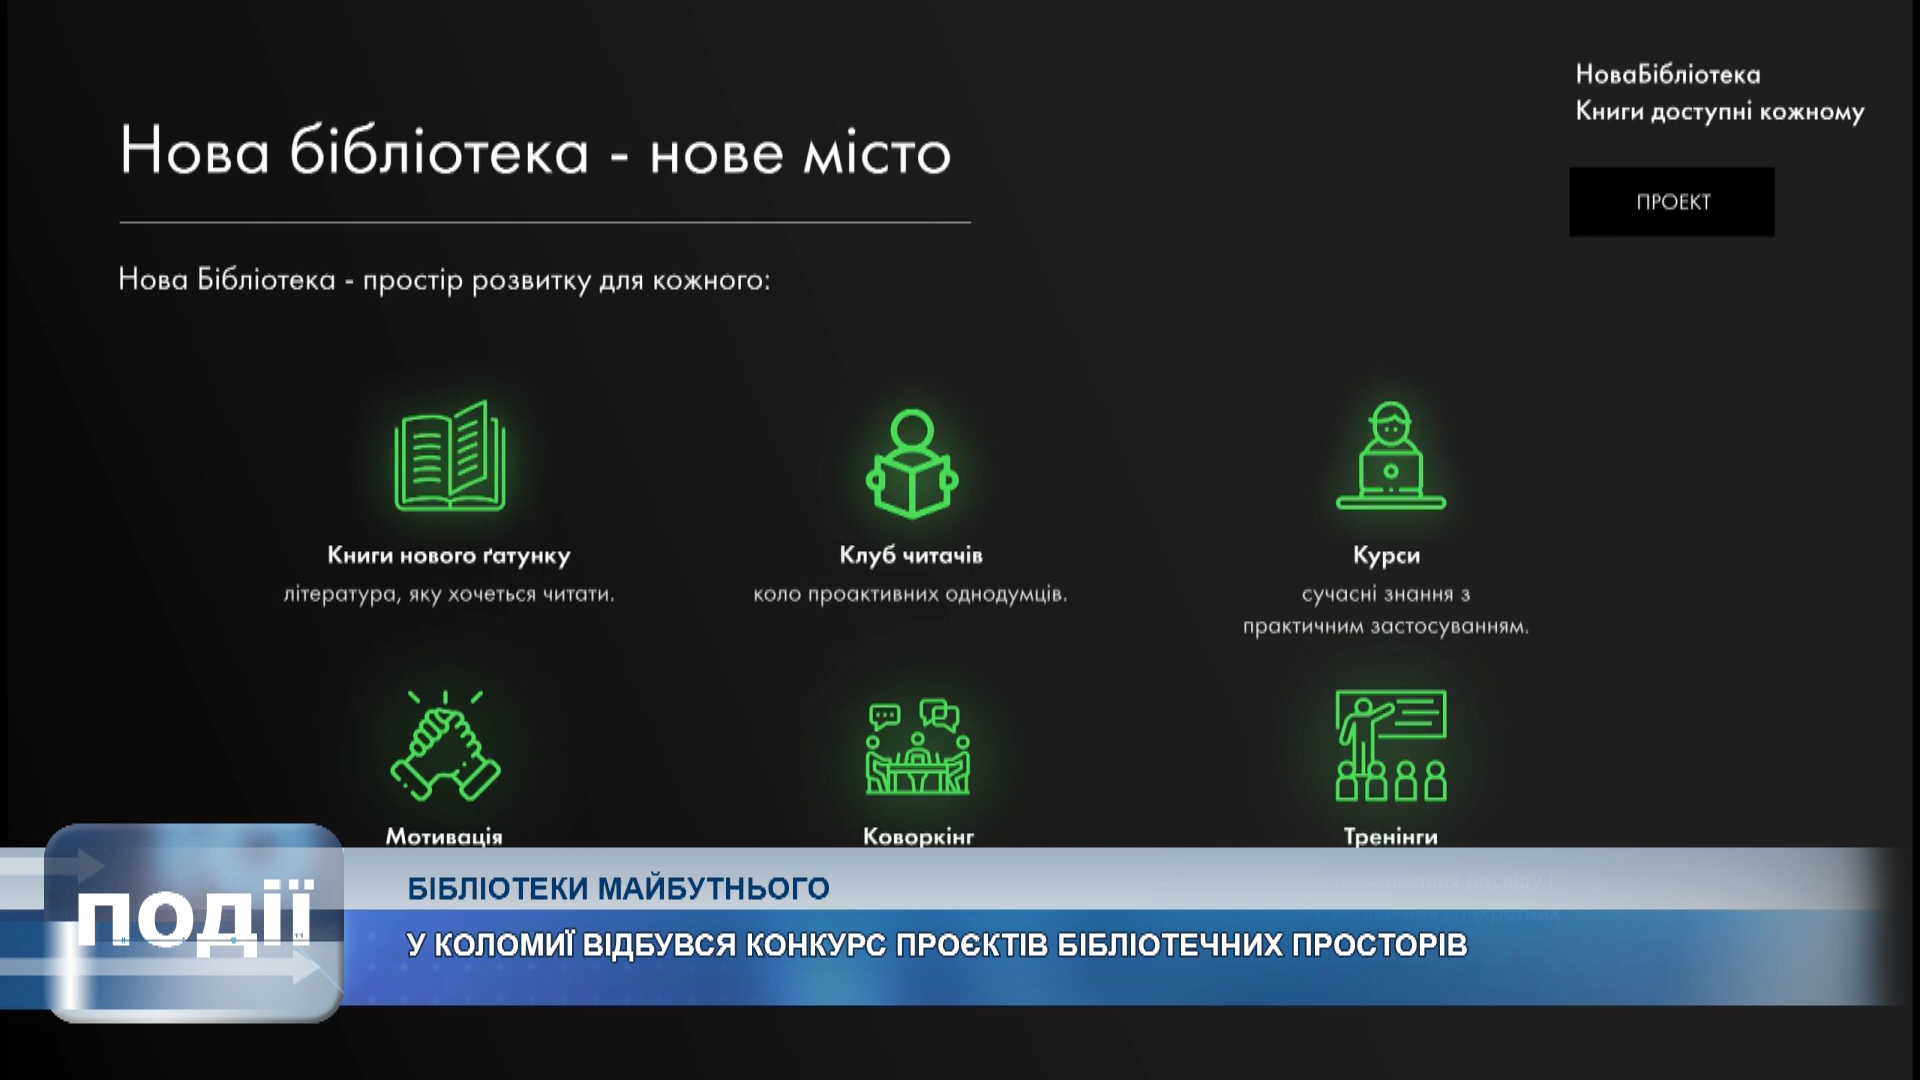 НоваБібліотека
Книги доступні кожному
Нова бібліотека - нове місто
ПРОЕКТ
Нова Бібліотека - простір розвитку для кожного:
Книги нового ґатунку
література, яку хочеться читати.
Клуб читачів
коло проактивних однодумців.
Курси
сучасні знання з
практичним застосуванням.
Мотивація
Коворкінг
Тренінги
події
БІБЛІОТЕКИ МАЙБУТНЬОГО
У КОЛОМИЇ ВІДБУВСЯ КОНКУРС ПРОЄКТІВ БІБЛІОТЕЧНИХ ПРОСТОРІВ